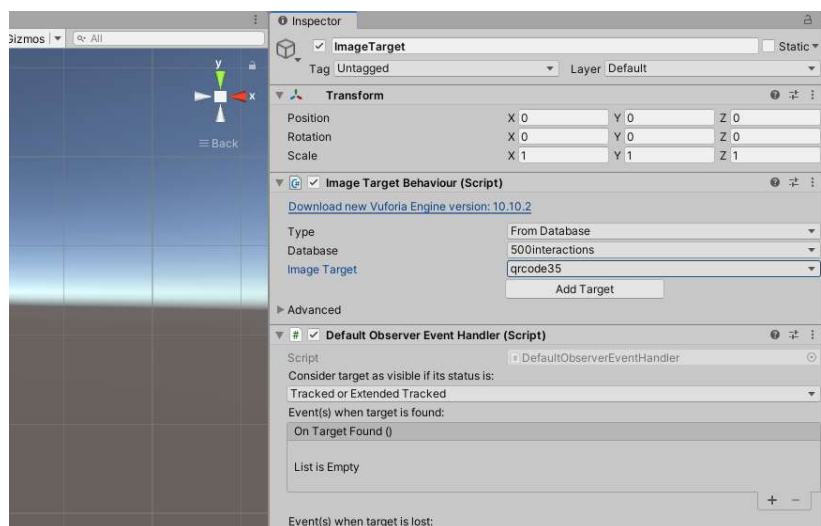 Gizmos All
y
x
Back
Inspector
ImageTarget Static
Tag Untagged Layer Default
Transform
Position X 0 Y 0 Z 0
Rotation X 0 Y 0 Z 0
Scale X 1 Y 1 Z 1
Image Target Behaviour (Script)
Download new Vuforia Engine version: 10.10.2
Type From Database
Database 500interactions
Image Target qrcode35
Add Target
Advanced
# Default Observer Event Handler (Script)
Script DefaultObserverEventHandler
Consider target as visible if its status is:
Tracked or Extended Tracked
Event(s) when target is found:
On Target Found ()
List is Empty
+ −
Event(s) when target is lost: